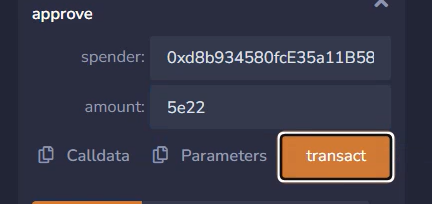 approve
spender: 0xd8b934580fcE35a11B58
amount: 5e22
Calldata Parameters transact